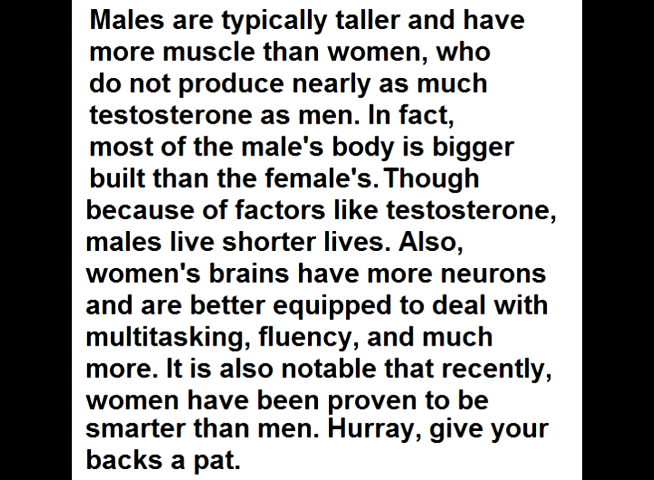 Males are typically taller and have
more muscle than women, who
do not produce nearly as much
testosterone as men. In fact,
most of the male's body is bigger
built than the female's. Though
because of factors like testosterone,
males live shorter lives. Also,
women's brains have more neurons
and are better equipped to deal with
multitasking, fluency, and much
more. It is also notable that recently,
women have been proven to be
smarter than men. Hurray, give your
backs a pat.